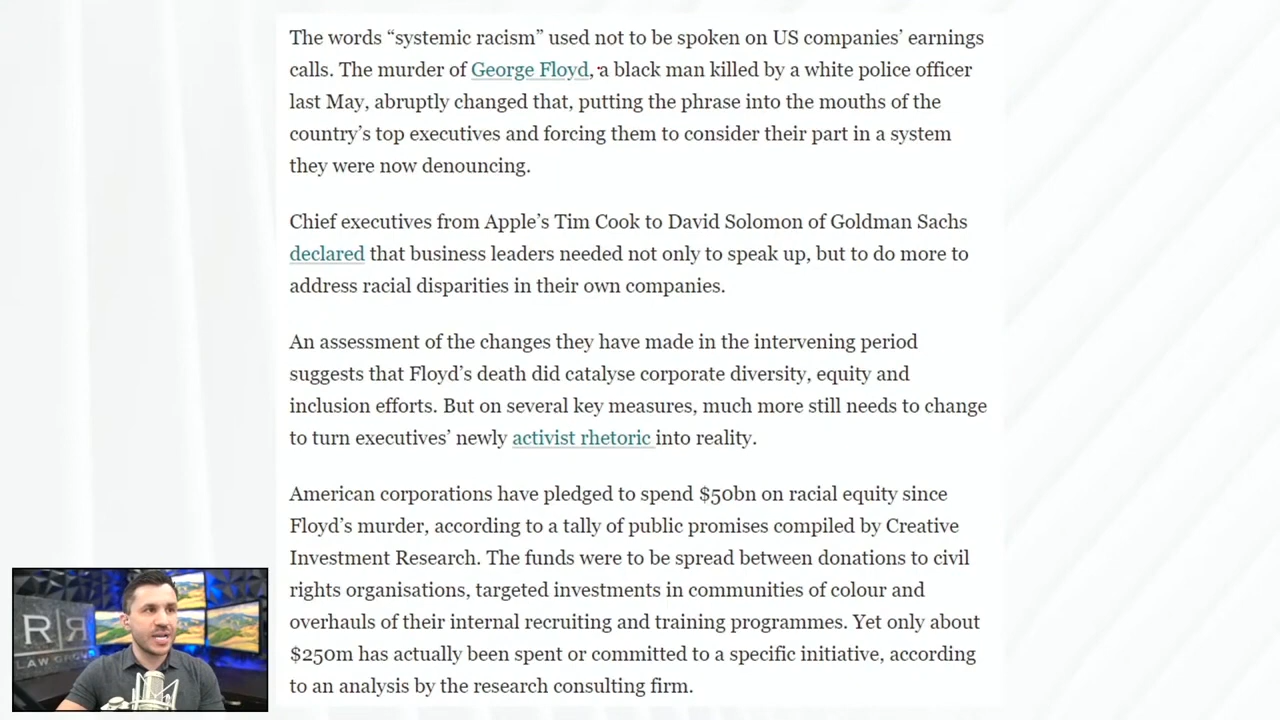 The words “systemic racism” used not to be spoken on US companies’ earnings
calls. The murder of George Floyd, a black man killed by a white police officer
last May, abruptly changed that, putting the phrase into the mouths of the
country’s top executives and forcing them to consider their part in a system
they were now denouncing.
Chief executives from Apple’s Tim Cook to David Solomon of Goldman Sachs
declared that business leaders needed not only to speak up, but to do more to
address racial disparities in their own companies.
An assessment of the changes they have made in the intervening period
suggests that Floyd’s death did catalyse corporate diversity, equity and
inclusion efforts. But on several key measures, much more still needs to change
to turn executives’ newly activist rhetoric into reality.
American corporations have pledged to spend $50bn on racial equity since
Floyd’s murder, according to a tally of public promises compiled by Creative
Investment Research. The funds were to be spread between donations to civil
rights organisations, targeted investments in communities of colour and
overhauls of their internal recruiting and training programmes. Yet only about
$250m has actually been spent or committed to a specific initiative, according
to an analysis by the research consulting firm.
R|R
LAW GROUP